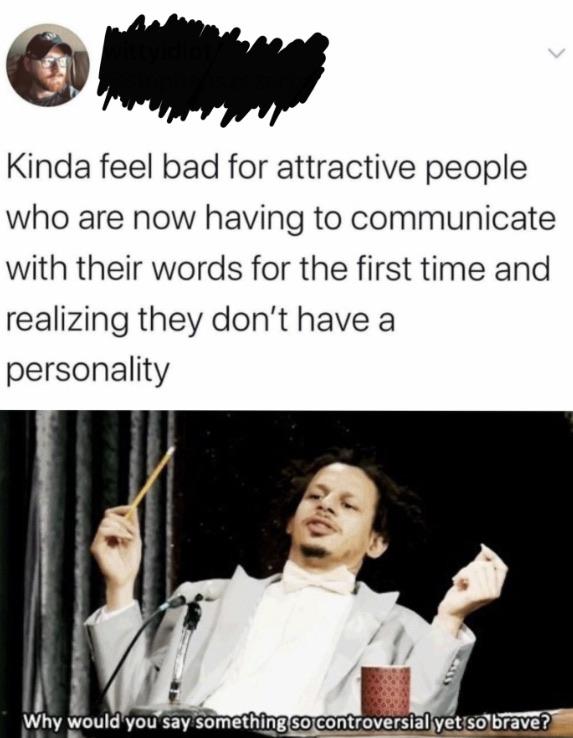 Kinda feel bad for attractive people
who are now having to communicate
with their words for the first time and
realizing they don't have a
personality
Why would you say something so controversial yet so brave?